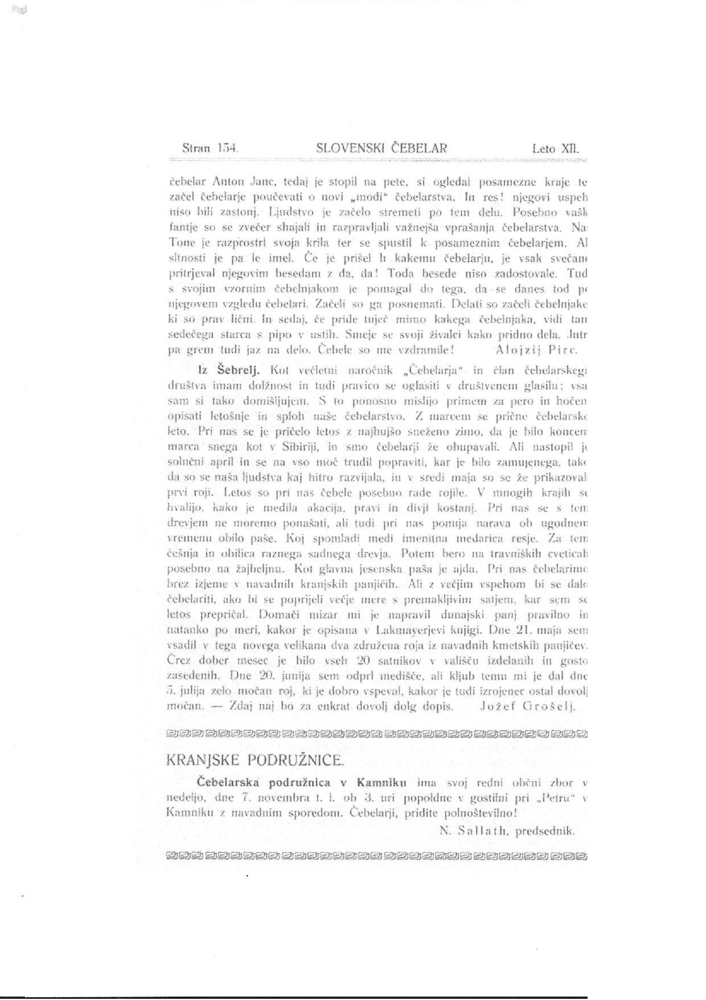 Stran 154. SLOVENSKI ČEBELAR Leto XII.
čebelar Anton Janc, tedaj je stopil na pete, si ogledal posamezne kraje te
začel čebelarje poučevati o novi „modi“ čebelarstva. In res! njegovi uspeh
niso bili zastonj. Ljudstvo je začelo stremeti po tem delu. Posebno vašk
fantje so se zvečer shajali in razpravljali važnejša vprašanja čebelarstva. Na
Tone je razprostrl svoja krila ter se spustil k posameznim čebelarjem. Al
sitnosti je pa le imel. Če je prišel h kakemu čebelarju, je vsak svečano
pritrjeval njegovim besedam z da, da! Toda besede niso zadostovale. Tud
s svojim vzornim čebelnjakom je pomagal do tega, da se danes tod po
njegovem vzgledu čebelari. Začeli so ga posnemati. Delati so začeli čebelnjake
ki so prav lični. In sedaj, če pride tujec mimo kakega čebelnjaka, vidi tam
sedečega starca s pipo v ustih. Smeje se svoji živalci kako pridno dela. Jutr
pa grem tudi jaz na delo. Čebele so me vzdramile! Alojzij Pirc.
Iz Šebrelj. Kot večletni naročnik „Čebelarja“ in član čebelarskega
društva imam dolžnost in tudi pravico se oglasiti v društvenem glasilu; vsa
sam si tako domišljujem. S to ponosno mislijo primem za pero in hočem
opisati letošnje in sploh naše čebelarstvo. Z marcem se prične čebelarsko
leto. Pri nas se je pričelo letos z najhujšo sneženo zimo, da je bilo koncem
marca snega kot v Sibiriji, in smo čebelarji že obupavali. Ali nastopil je
solnčni april in se na vso moč trudil popraviti, kar je bilo zamujenega, tako
da so se naša ljudstva kaj hitro razvijala, in v sredi maja so se že prikazoval
prvi roji. Letos so pri nas čebele posebno rade rojile. V mnogih krajih se
hvalijo, kako je medila akacija, pravi in divji kostanj. Pri nas se s tem
drevjem ne moremo ponašati, ali tudi pri nas ponuja narava ob ugodnem
vremenu obilo paše. Koj spomladi medi imenitna medarica resje. Za tem
češnja in obilica raznega sadnega drevja. Potem bero na travniških cveticah
posebno na žajbeljnu. Kot glavna jesenska paša je ajda. Pri nas čebelarimo
brez izjeme v navadnih kranjskih panjičih. Ali z večjim vspehom bi se dalo
čebelariti, ako bi se poprijeli večje mere s premakljivim satjem, kar sem se
letos prepričal. Domači mizar mi je napravil dunajski panj pravilno in
natanko po meri, kakor je opisana v Lakmayerjevi knjigi. Dne 21. maja sem
vsadil v tega novega velikana dva združena roja iz navadnih kmetskih panjičev.
Črez dober mesec je bilo vseh 20 satnikov v vališču izdelanih in gosto
zasedenih. Dne 20. junija sem odprl medišče, ali kljub temu mi je dal dne
5. julija zelo močan roj, ki je dobro vspeval, kakor je tudi izrojenec ostal dovolj
močan. — Zdaj naj bo za enkrat dovolj dolg dopis. Jožef Grošelj.
KRANJSKE PODRUŽNICE.
Čebelarska podružnica v Kamniku ima svoj redni občni zbor v
nedeljo, dne 7. novembra t. l. ob 3. uri popoldne v gostilni pri „Petru“ v
Kamniku z navadnim sporedom. Čebelarji, pridite polnoštevilno!
N. Sallath, predsednik.